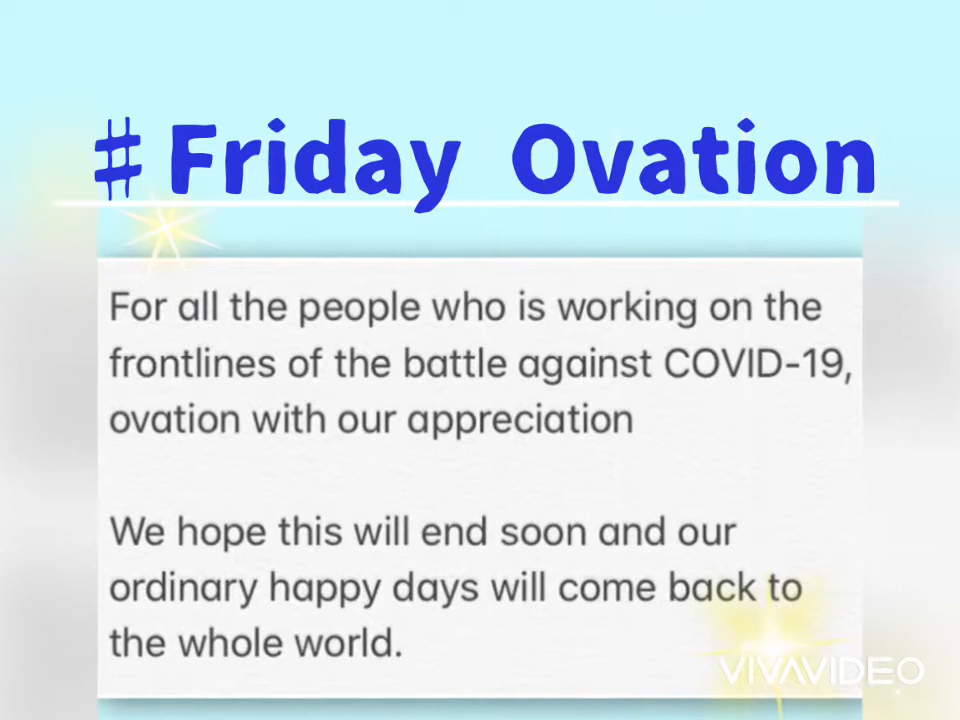 # Friday Ovation
For all the people who is working on the
frontlines of the battle against COVID-19,
ovation with our appreciation
We hope this will end soon and our
ordinary happy days will come back to
the whole world.
VIVAVIDEO